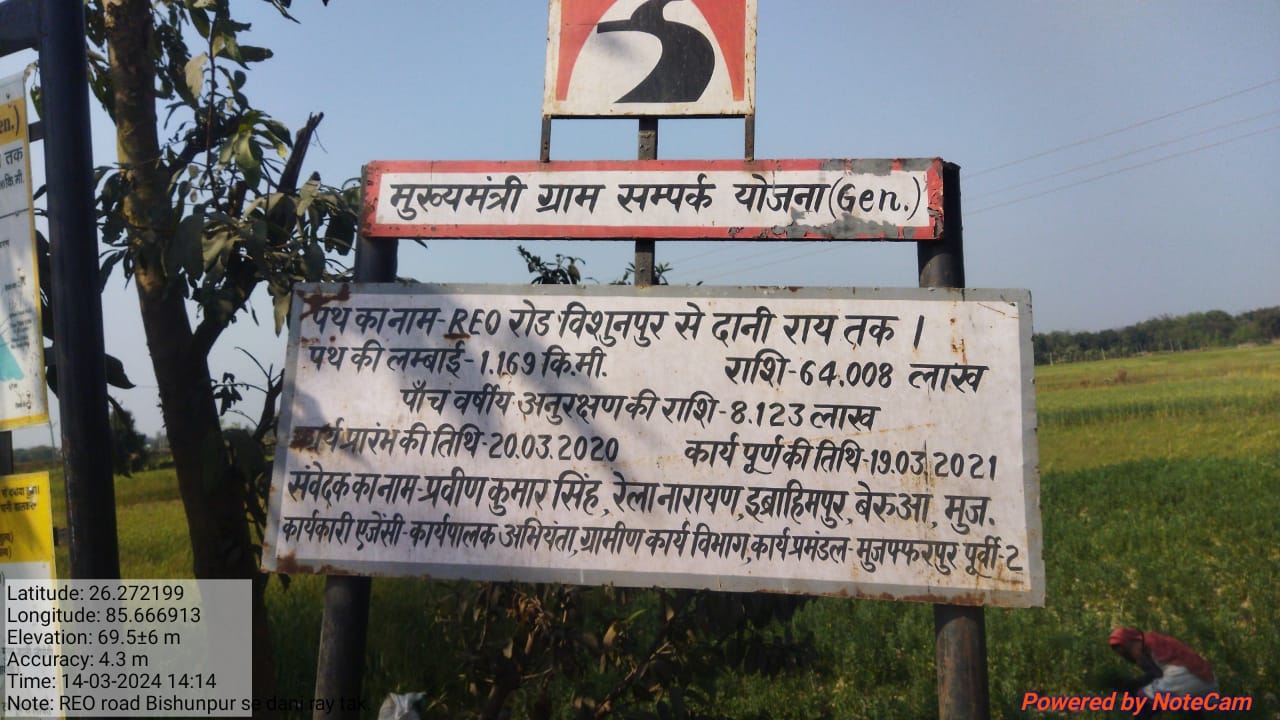 मुख्यमंत्री ग्राम सम्पर्क योजना (Gen.)
पथ का नाम- REO रोड विशुनपुर से दानी राय तक ।
पथ की लम्बाई- 1.169 कि.मी. राशि- 64.008 लाख
पाँच वर्षीय अनुरक्षण की राशि- 8.123 लाख
कार्य प्रारंभ की तिथि- 20.03.2020 कार्य पूर्ण की तिथि- 19.03.2021
संवेदक का नाम- प्रवीण कुमार सिंह, रेला नारायण, इब्राहिमपुर, बेरुआ, मुज.
कार्यकारी एजेंसी- कार्यपालक अभियंता, ग्रामीण कार्य विभाग, कार्य प्रमंडल- मुजफ्फरपुर पूर्वी- 2
en.)
तक
कि.मी.
Latitude: 26.272199
Longitude: 85.666913
Elevation: 69.5±6 m
Accuracy: 4.3 m
Time: 14-03-2024 14:14
Note: REO road Bishunpur se dani ray tak
Powered by NoteCam